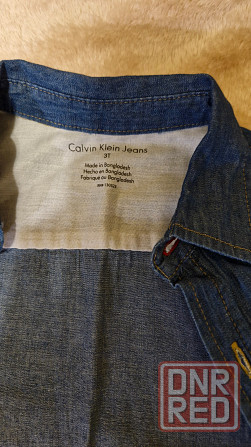 Calvin Klein Jeans
3T
Made in Bangladesh
Hecho en Bangladesh
Fabriqué au Bangladesh
DNR
RED